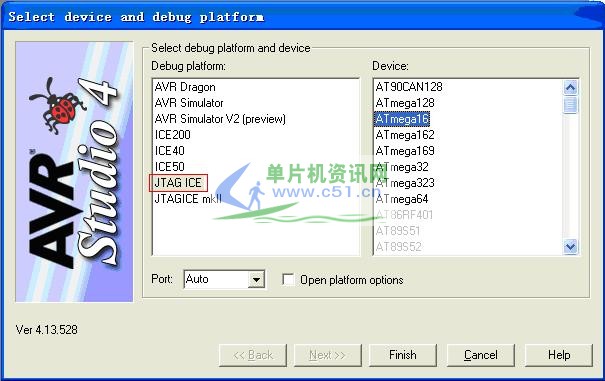 Select device and debug platform
AVR Studio 4
Select debug platform and device
Debug platform:
AVR Dragon
AVR Simulator
AVR Simulator V2 (preview)
ICE200
ICE40
ICE50
JTAG ICE
JTAGICE mkII
Device:
AT90CAN128
ATmega128
ATmega16
ATmega162
ATmega169
ATmega32
ATmega323
ATmega64
AT86RF401
AT89S51
AT89S52
单片机资讯网
www.c51.cn
Port:
Auto
Open platform options
Ver 4.13.528
<< Back
Next >>
Finish
Cancel
Help